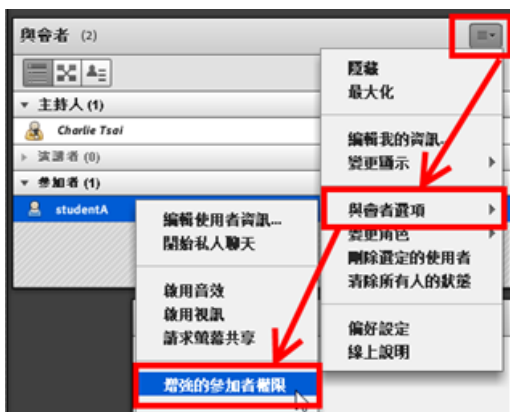 與會者 (2)
主持人 (1)
Charlie Tsai
演講者 (0)
參加者 (1)
studentA
隱藏
最大化
編輯我的資訊...
變更顯示
與會者選項
變更角色
刪除選定的使用者
清除所有人的狀態
偏好設定
線上說明
編輯使用者資訊...
開始私人聊天
啟用音效
啟用視訊
請求螢幕共享
增強的參加者權限